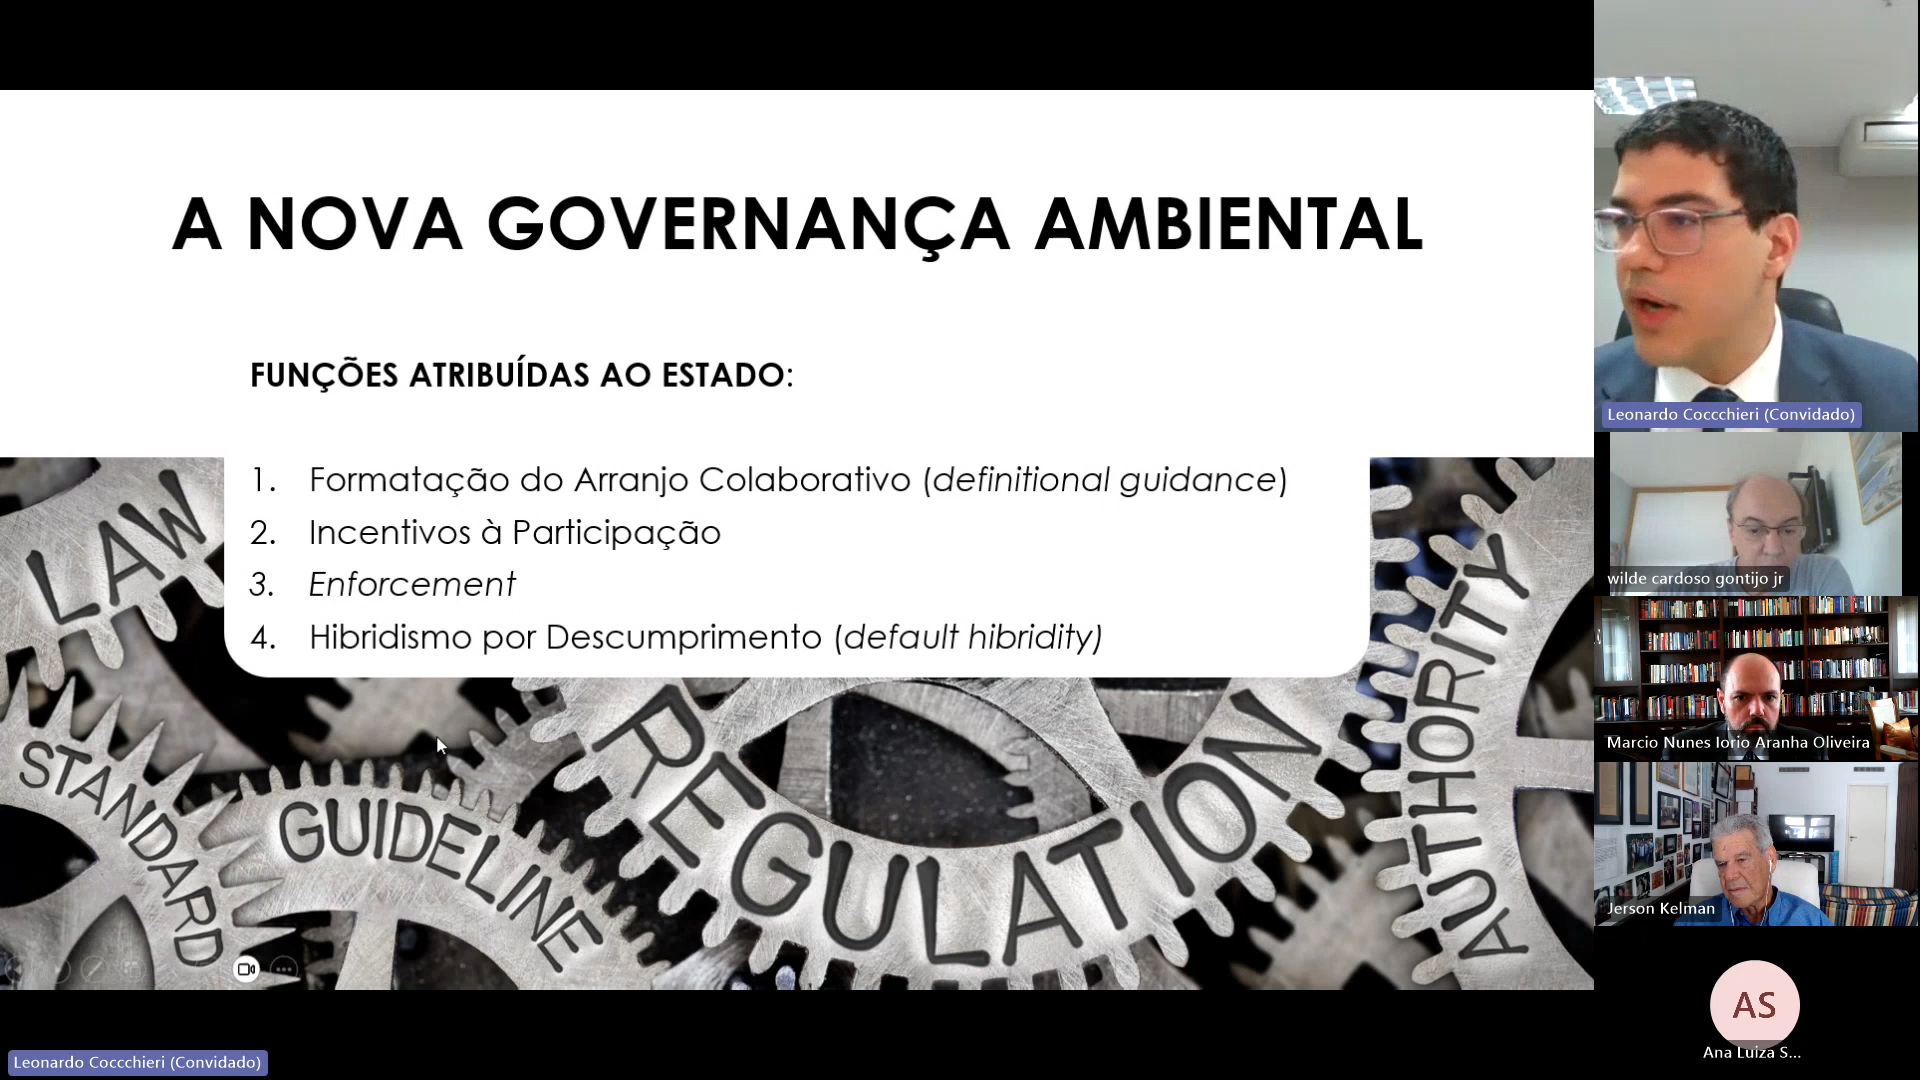 A NOVA GOVERNANÇA AMBIENTAL
FUNÇÕES ATRIBUÍDAS AO ESTADO:
1. Formatação do Arranjo Colaborativo (definitional guidance)
2. Incentivos à Participação
3. Enforcement
4. Hibridismo por Descumprimento (default hibridity)
LAW
STANDARD
GUIDELINE
REGULATION
AUTHORITY
Leonardo Coccchieri (Convidado)
wilde cardoso gontijo jr
Marcio Nunes Iorio Aranha Oliveira
Jerson Kelman
AS
Ana Luiza S...
Leonardo Coccchieri (Convidado)